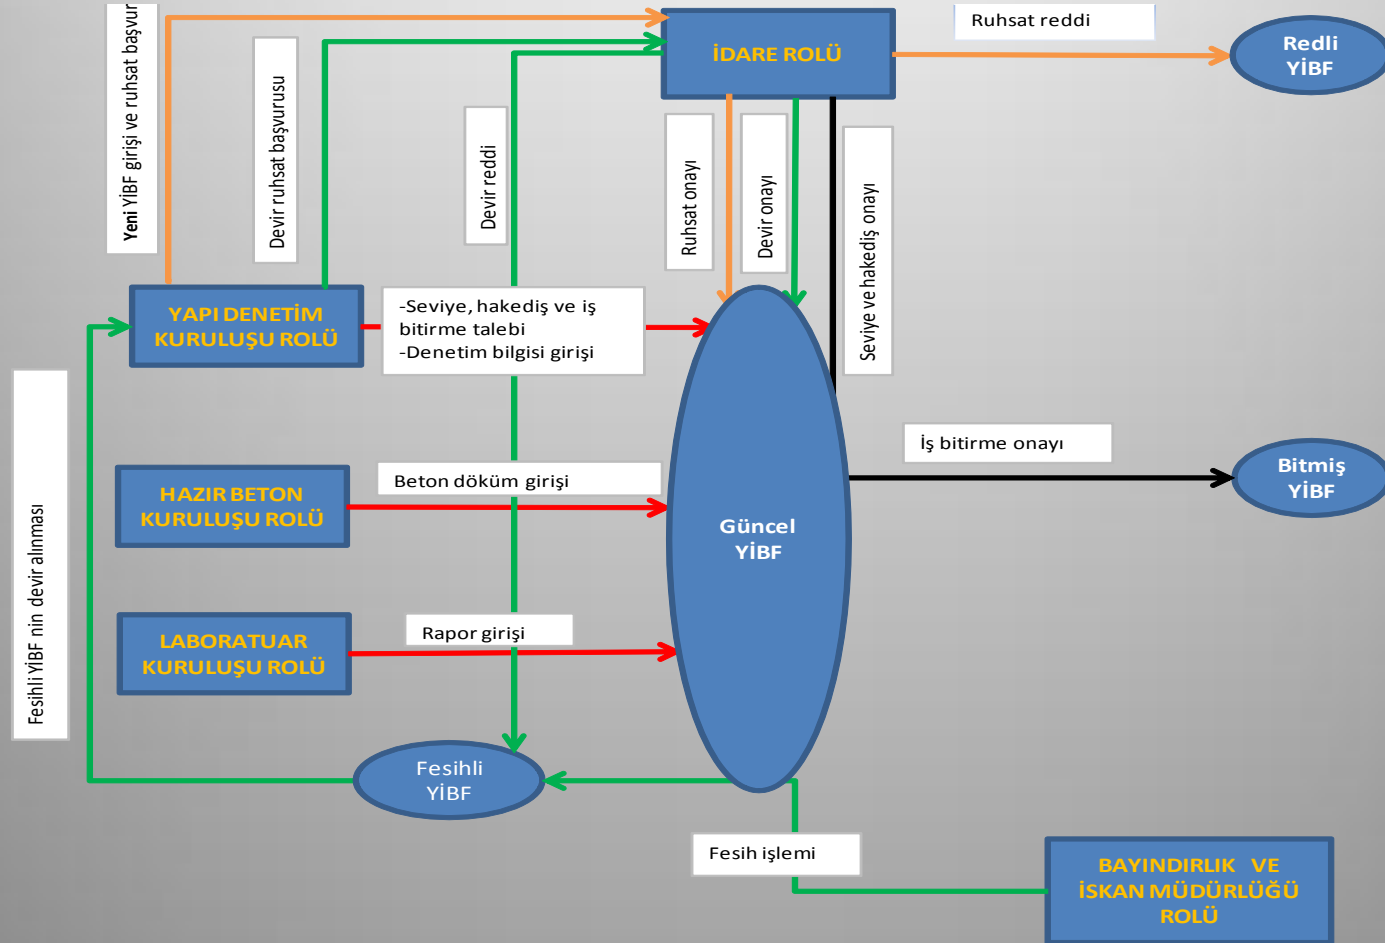 Ruhsat reddi
İDARE ROLÜ
Redli
YİBF
Yeni YİBF girişi ve ruhsat başvur
Devir ruhsat başvurusu
Devir reddi
Ruhsat onayı
Devir onayı
Seviye ve hakediş onayı
YAPI DENETİM
KURULUŞU ROLÜ
-Seviye, hakediş ve iş
bitirme talebi
-Denetim bilgisi girişi
İş bitirme onayı
Bitmiş
YİBF
HAZIR BETON
KURULUŞU ROLÜ
Beton döküm girişi
Güncel
YİBF
Fesihli YİBF nin devir alınması
LABORATUAR
KURULUŞU ROLÜ
Rapor girişi
Fesihli
YİBF
Fesih işlemi
BAYINDIRLIK VE
İSKAN MÜDÜRLÜĞÜ
ROLÜ